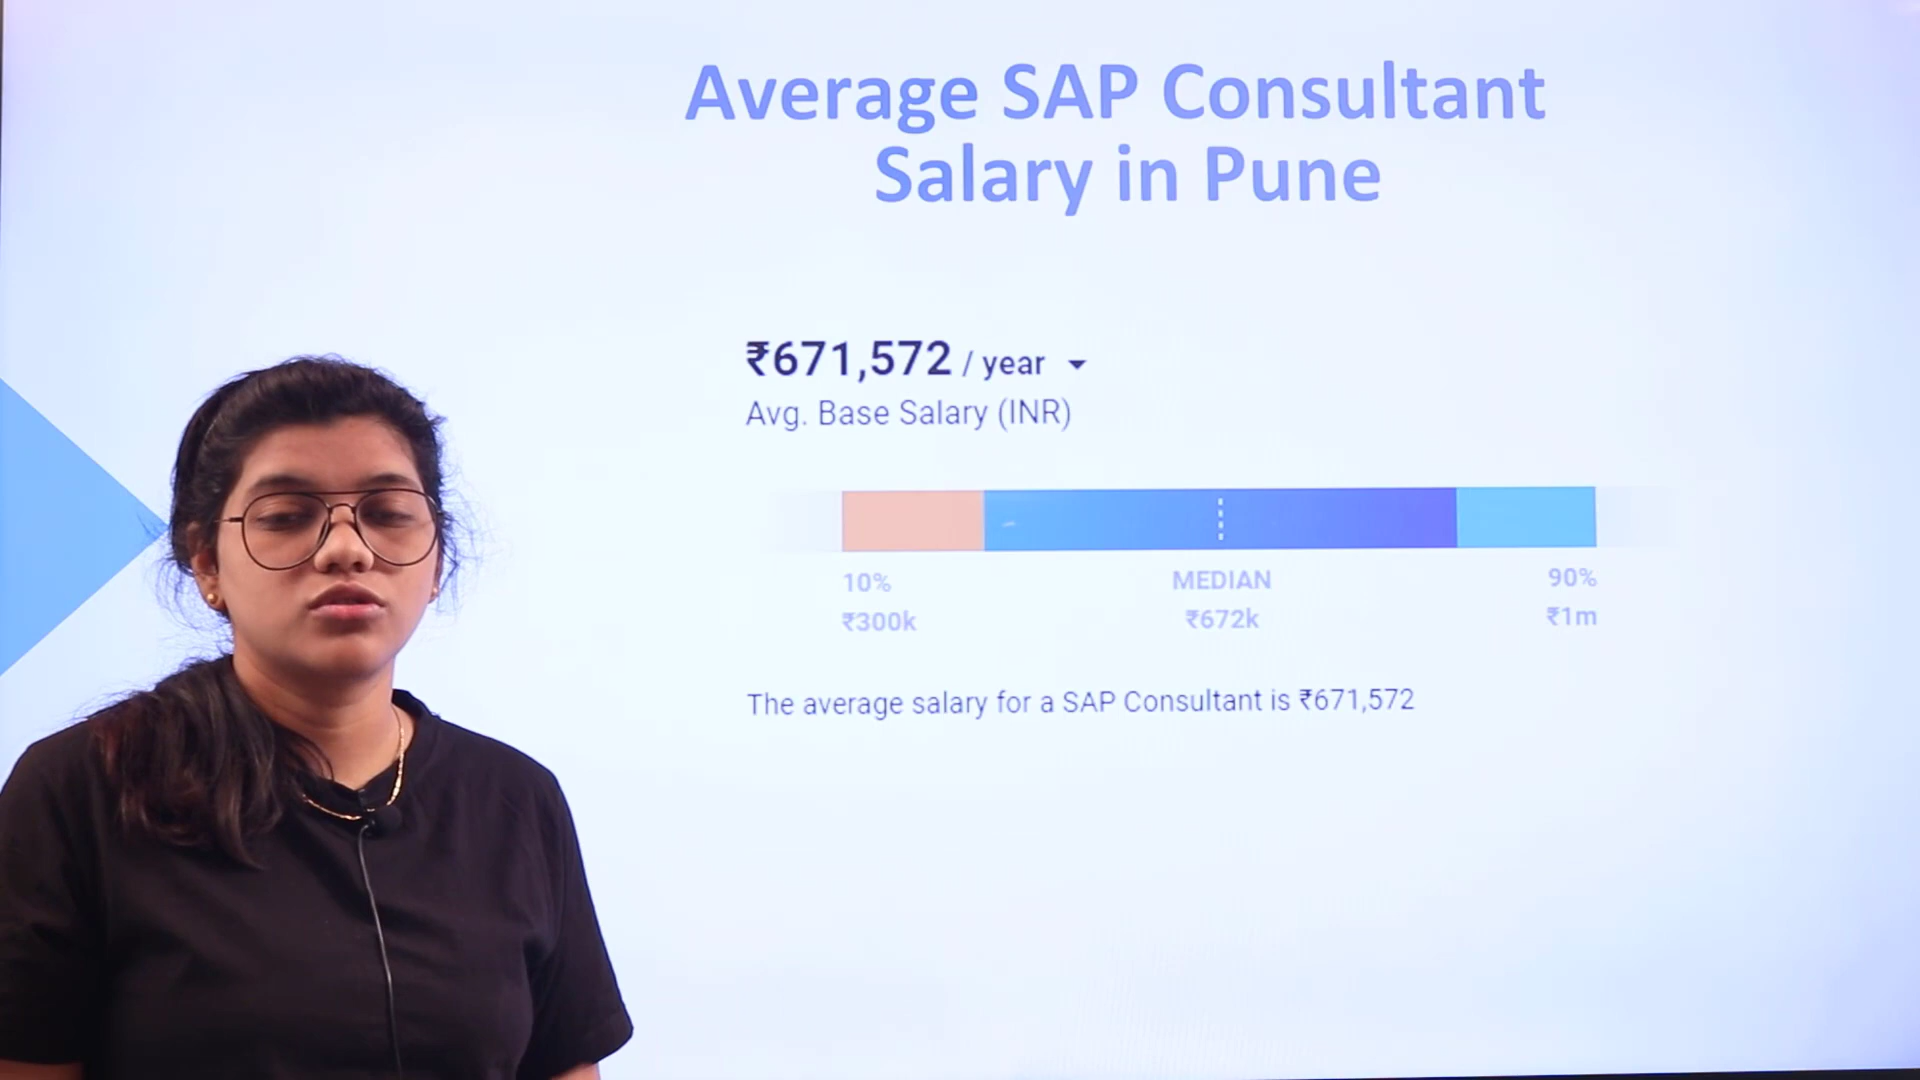 Average SAP Consultant
Salary in Pune
₹671,572 / year
Avg. Base Salary (INR)
10% MEDIAN 90%
₹300k ₹672k ₹1m
The average salary for a SAP Consultant is ₹671,572